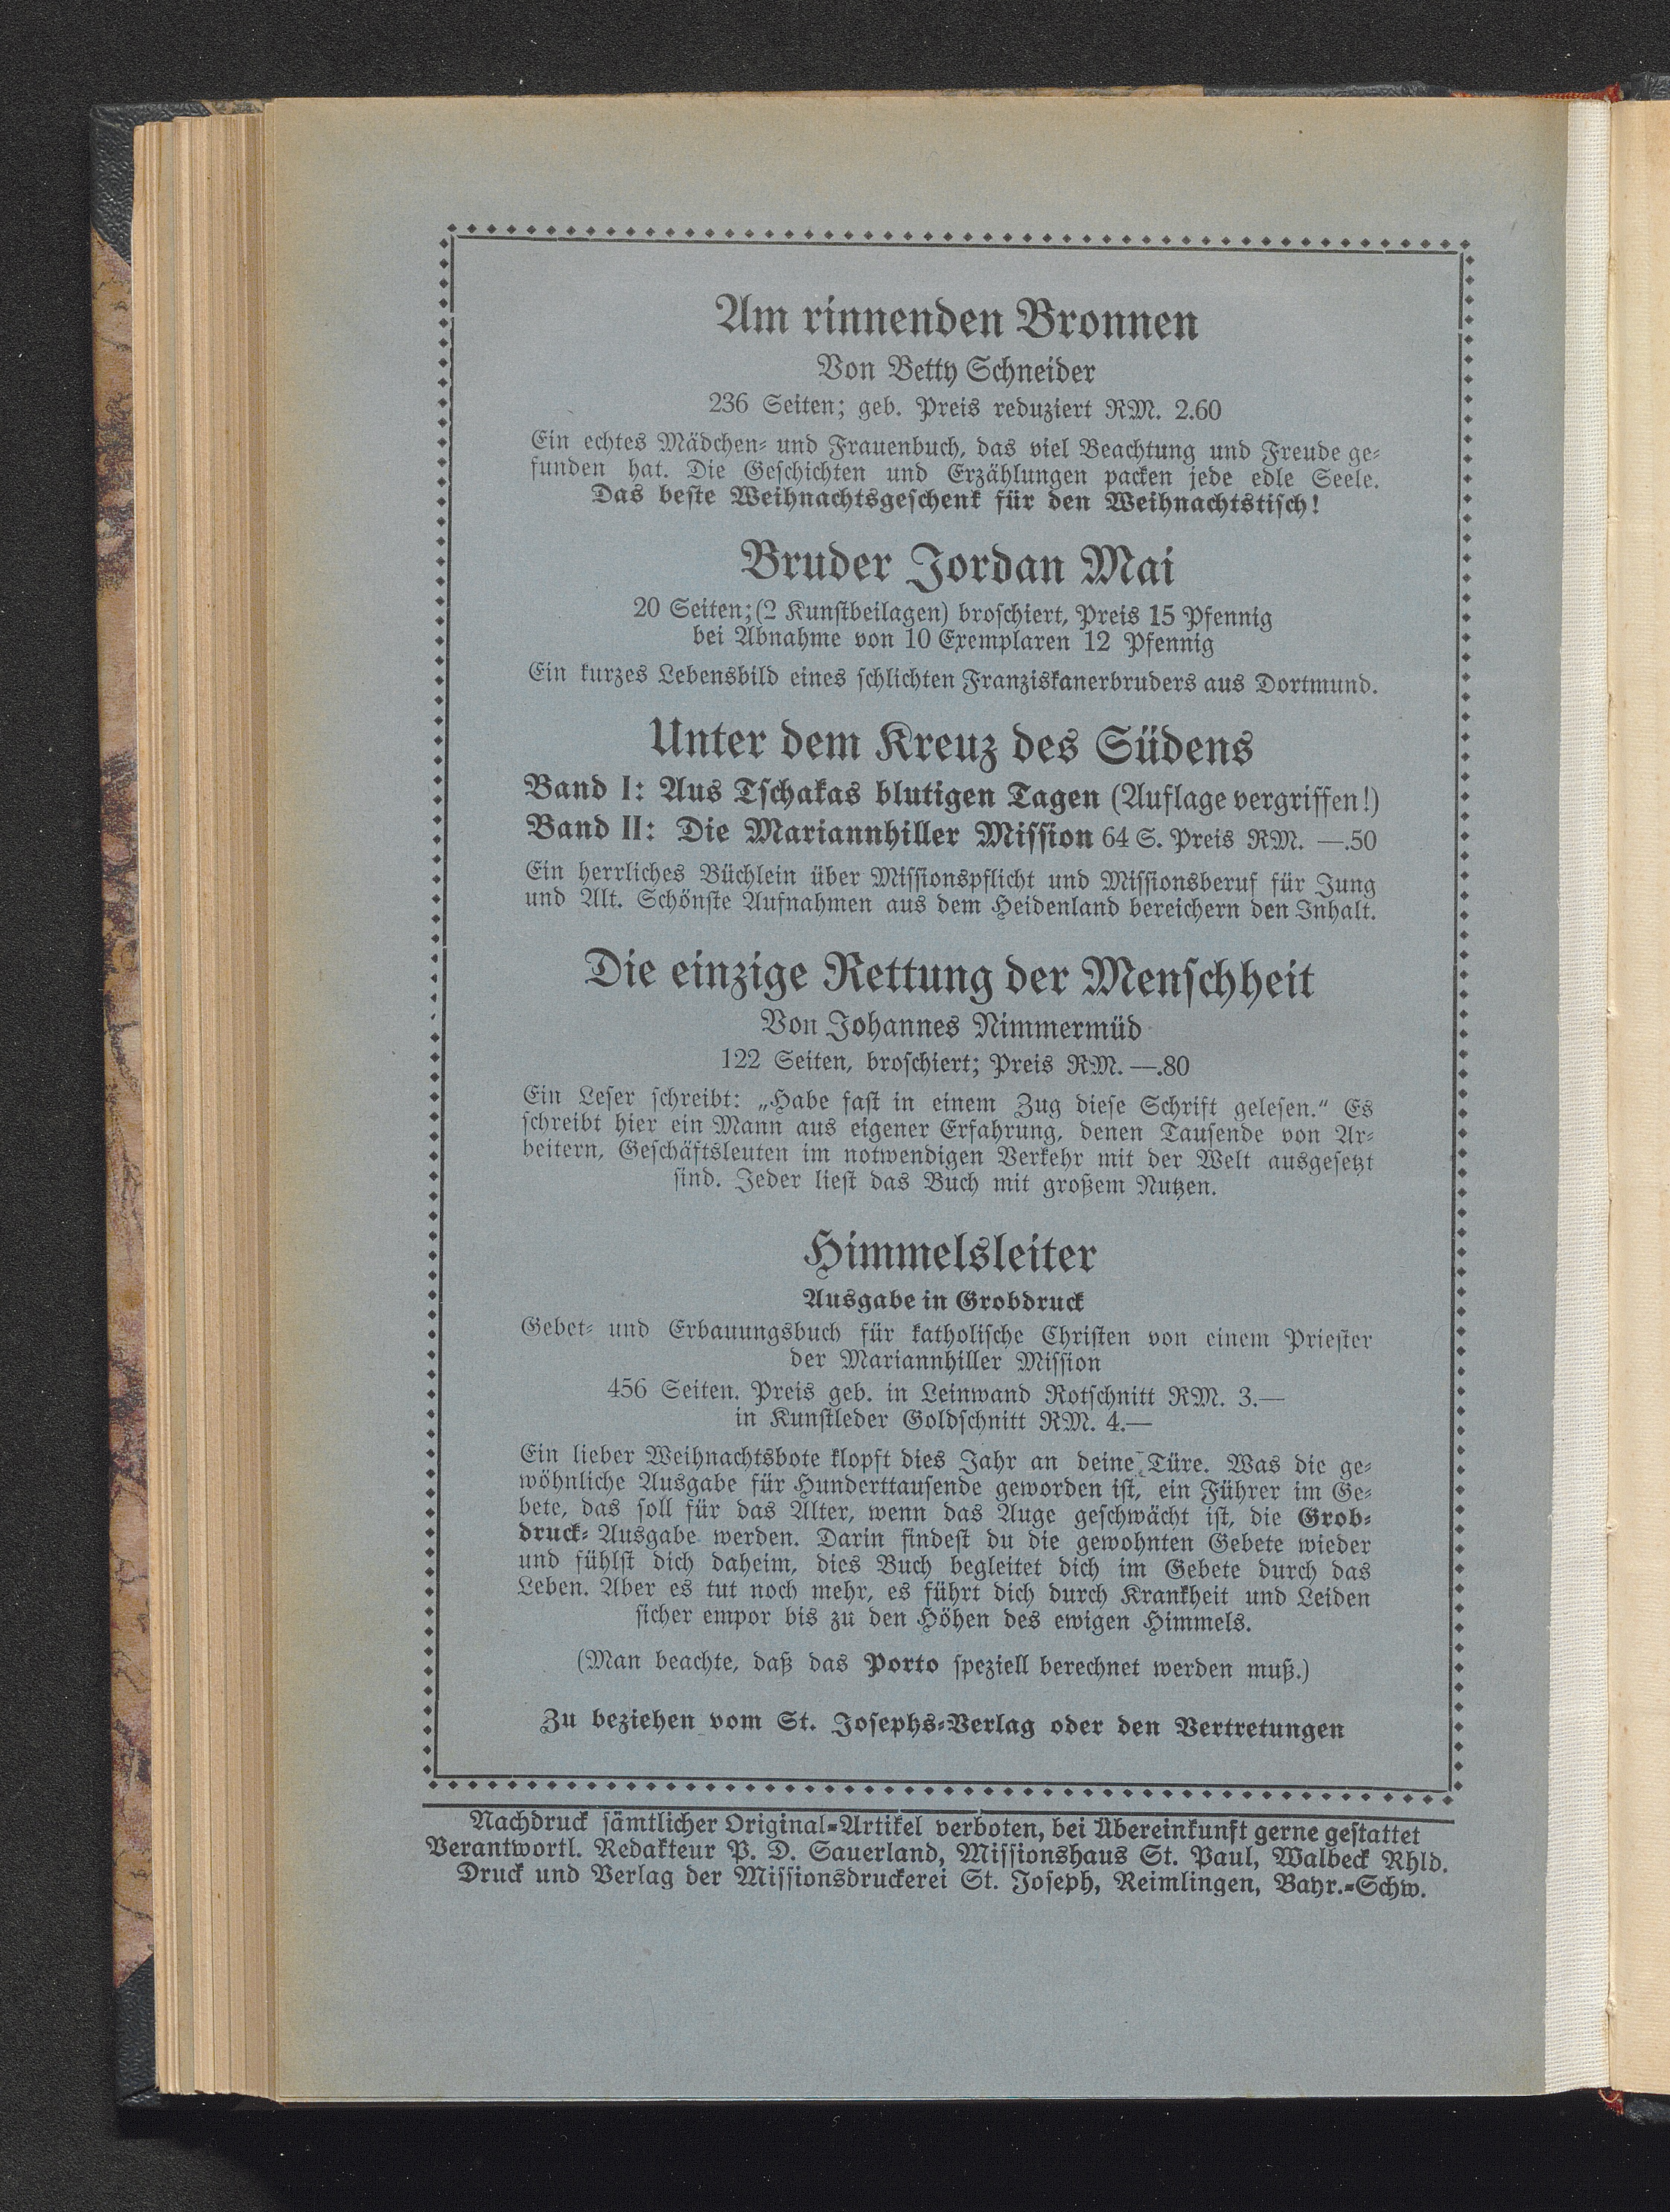 Am rinnenden Bronnen
Von Betty Schneider
236 Seiten; geb. Preis reduziert RM. 2.60
Ein echtes Mädchen- und Frauenbuch, das viel Beachtung und Freude ge-
funden hat. Die Geschichten und Erzählungen packen jede edle Seele.
Das beste Weihnachtsgeschenk für den Weihnachtstisch!
Bruder Jordan Mai
20 Seiten; (2 Kunstbeilagen) broschiert, Preis 15 Pfennig
bei Abnahme von 10 Exemplaren 12 Pfennig
Ein kurzes Lebensbild eines schlichten Franziskanerbruders aus Dortmund.
Unter dem Kreuz des Südens
Band I: Aus Tschakas blutigen Tagen (Auflage vergriffen!)
Band II: Die Mariannhiller Mission 64 S. Preis RM. —.50
Ein herrliches Büchlein über Missionspflicht und Missionsberuf für Jung
und Alt. Schönste Aufnahmen aus dem Heidenland bereichern den Inhalt.
Die einzige Rettung der Menschheit
Von Johannes Nimmermüd
122 Seiten, broschiert; Preis RM. —.80
Ein Leser schreibt: „Habe fast in einem Zug diese Schrift gelesen.“ Es
schreibt hier ein Mann aus eigener Erfahrung, denen Tausende von Ar-
beitern, Geschäftsleuten im notwendigen Verkehr mit der Welt ausgesetzt
sind. Jeder liest das Buch mit großem Nutzen.
Himmelsleiter
Ausgabe in Grobdruck
Gebet- und Erbauungsbuch für katholische Christen von einem Priester
der Mariannhiller Mission
456 Seiten. Preis geb. in Leinwand Rotschnitt RM. 3.—
in Kunstleder Goldschnitt RM. 4.—
Ein lieber Weihnachtsbote klopft dies Jahr an deine Türe. Was die ge-
wöhnliche Ausgabe für Hunderttausende geworden ist, ein Führer im Ge-
bete, das soll für das Alter, wenn das Auge geschwächt ist, die Grob-
druck- Ausgabe werden. Darin findest du die gewohnten Gebete wieder
und fühlst dich daheim, dies Buch begleitet dich im Gebete durch das
Leben. Aber es tut noch mehr, es führt dich durch Krankheit und Leiden
sicher empor bis zu den Höhen des ewigen Himmels.
(Man beachte, daß das Porto speziell berechnet werden muß.)
Zu beziehen vom St. Josephs-Verlag oder den Vertretungen
Nachdruck sämtlicher Original-Artikel verboten, bei Übereinkunft gerne gestattet
Verantwortl. Redakteur P. D. Sauerland, Missionshaus St. Paul, Walbeck Rhld.
Druck und Verlag der Missionsdruckerei St. Joseph, Reimlingen, Bayr.-Schw.